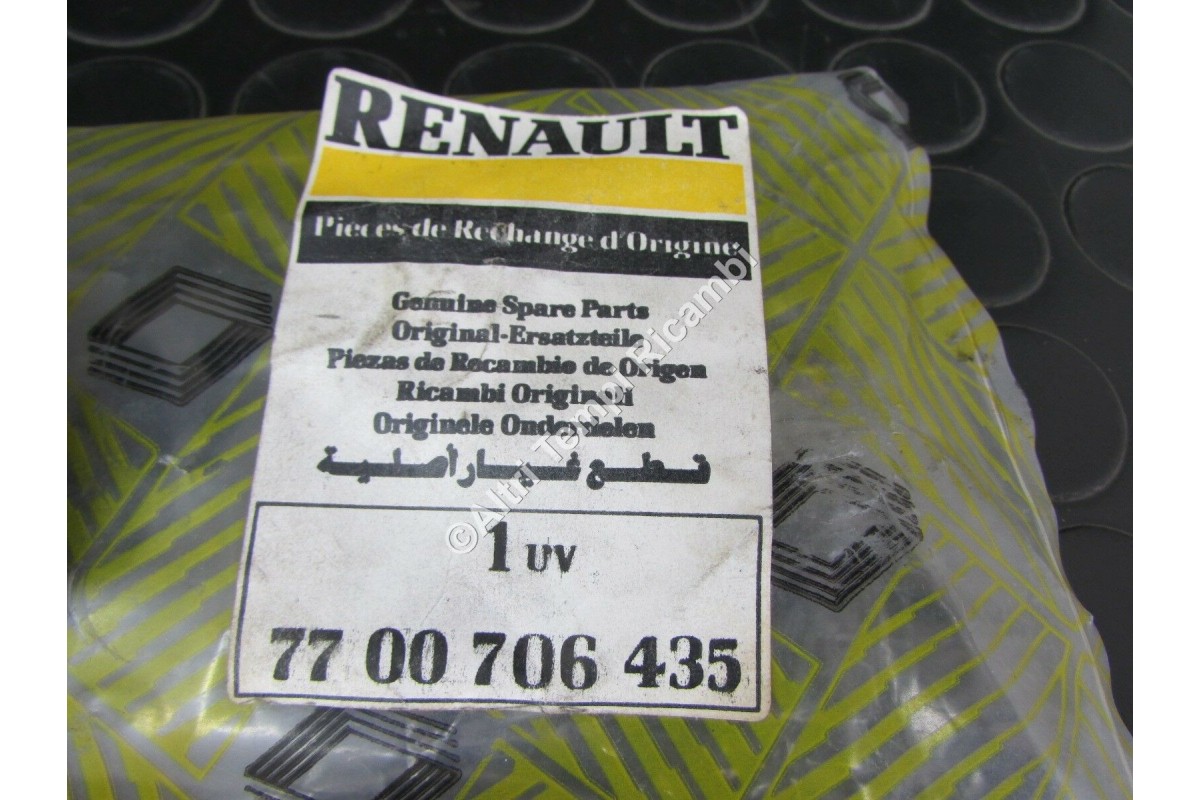 RENAULT
Pieces de Rechange d'Origine
Genuine Spare Parts
Original-Ersatzteile
Piezas de Recambio de Origen
Ricambi Originali
Originele Onderdelen
قطع غيار أصلية
1 UV
77 00 706 435
©Altri Tempi Ricambi